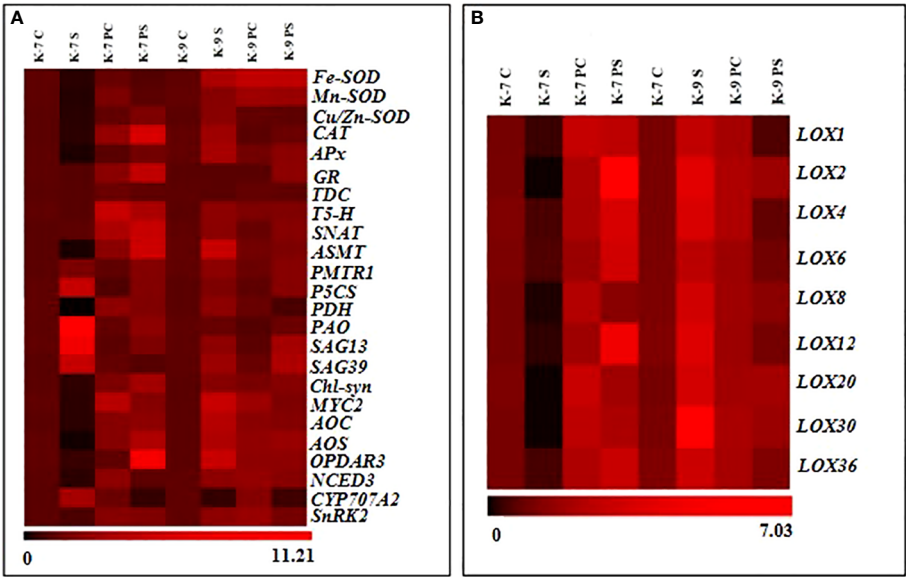 A
K-7 C
K-7 S
K-7 PC
K-7 PS
K-9 C
K-9 S
K-9 PC
K-9 PS
Fe-SOD
Mn-SOD
Cu/Zn-SOD
CAT
APx
GR
TDC
T5-H
SNAT
ASMT
PMTR1
P5CS
PDH
PAO
SAG13
SAG39
Chl-syn
MYC2
AOC
AOS
OPDAR3
NCED3
CYP707A2
SnRK2
0
11.21
B
K-7 C
K-7 S
K-7 PC
K-7 PS
K-7 C
K-9 S
K-9 PC
K-9 PS
LOX1
LOX2
LOX4
LOX6
LOX8
LOX12
LOX20
LOX30
LOX36
0
7.03